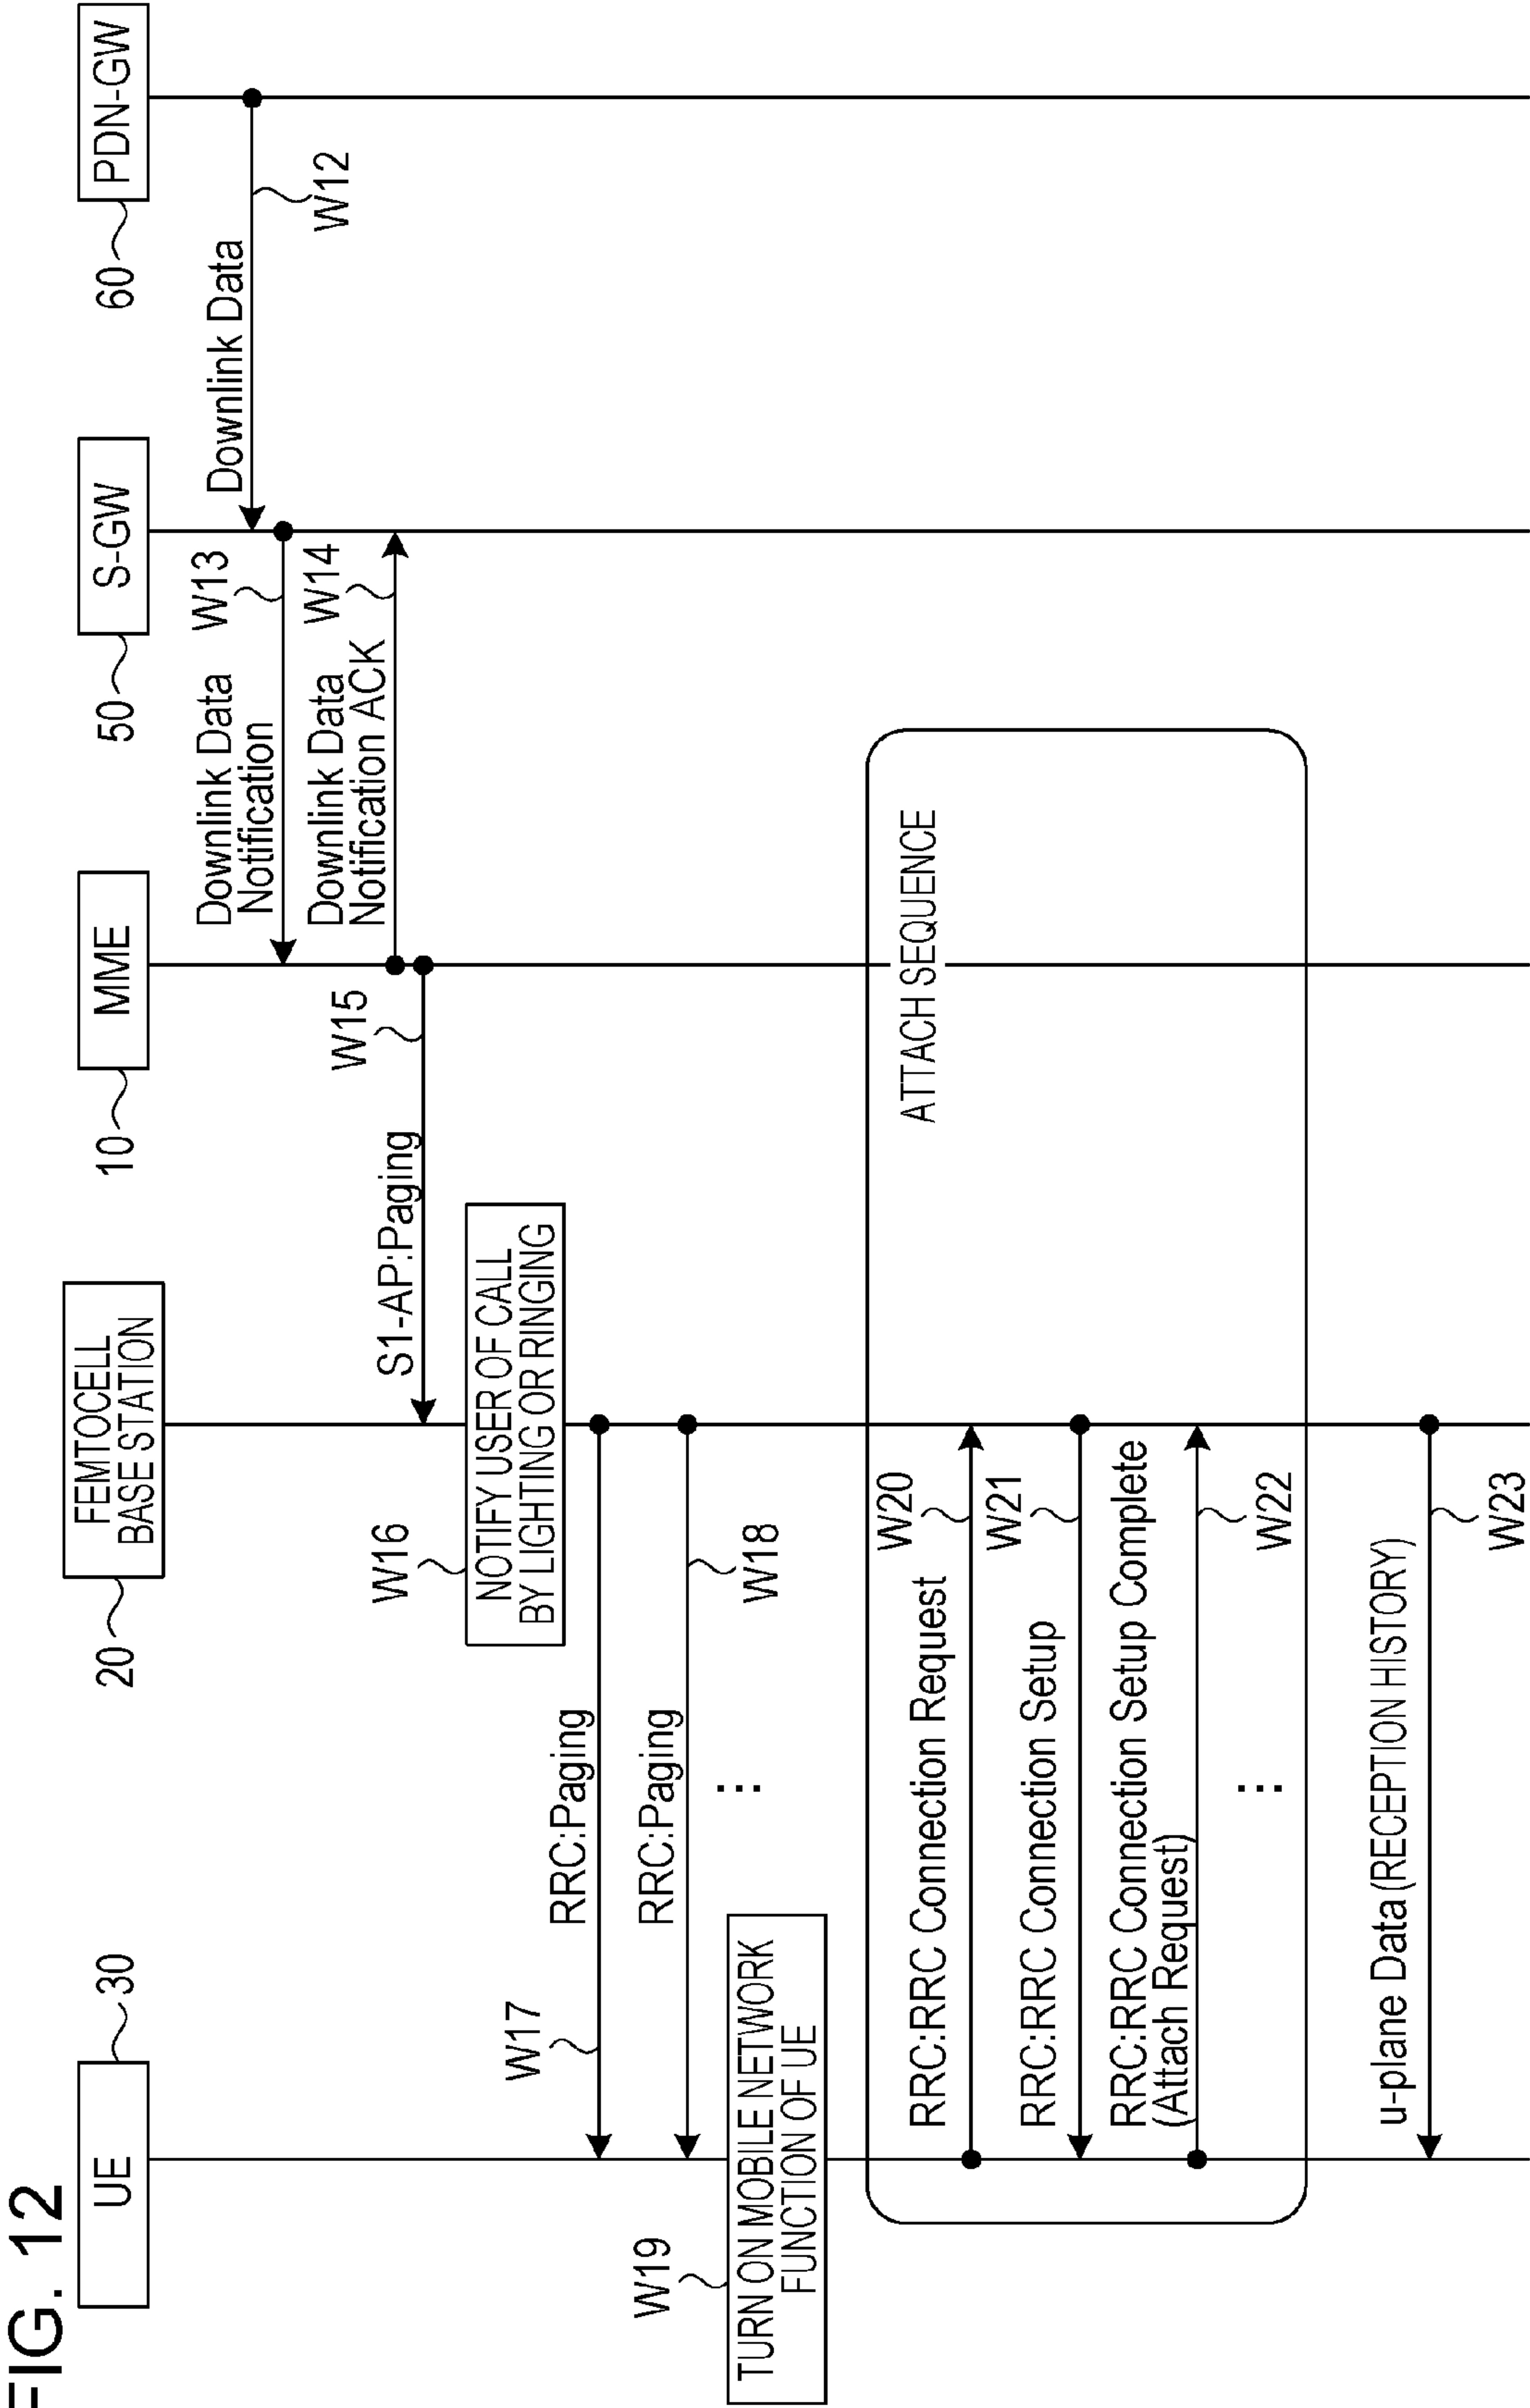 FIG. 12
UE
30
FEMTOCELL
BASE STATION
20
MME
10
S-GW
50
PDN-GW
60
Downlink Data
W12
Downlink Data
Notification
W13
Downlink Data
Notification ACK
W14
S1-AP:Paging
W15
W16
NOTIFY USER OF CALL
BY LIGHTING OR RINGING
RRC:Paging
W17
RRC:Paging
W18
...
W19
TURN ON MOBILE NETWORK
FUNCTION OF UE
ATTACH SEQUENCE
RRC:RRC Connection Request
W20
RRC:RRC Connection Setup
W21
RRC:RRC Connection Setup Complete
(Attach Request)
W22
...
u-plane Data (RECEPTION HISTORY)
W23